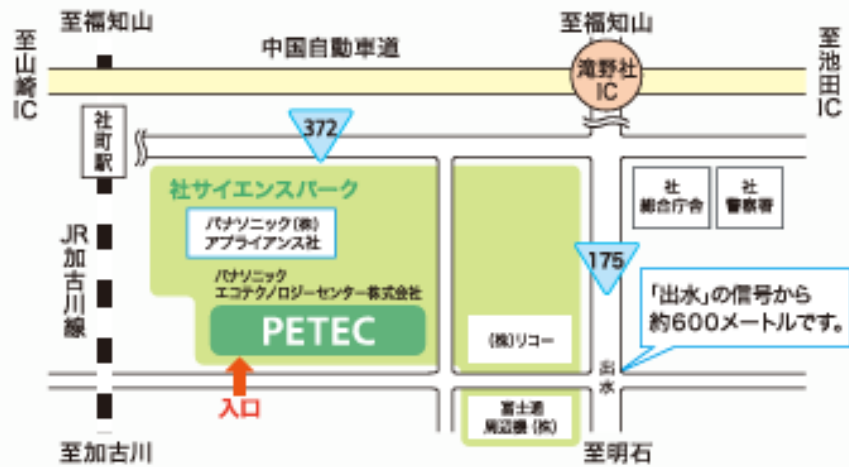 至福知山
至福知山
中国自動車道
至山崎IC
滝野社
IC
至池田IC
社町駅
372
社サイエンスパーク
社
総合庁舎
社
警察署
パナソニック(株)
アプライアンス社
JR加古川線
175
パナソニック
エコテクノロジーセンター株式会社
「出水」の信号から
約600メートルです。
PETEC
(株)リコー
出水
入口
富士通
周辺機(株)
至加古川
至明石